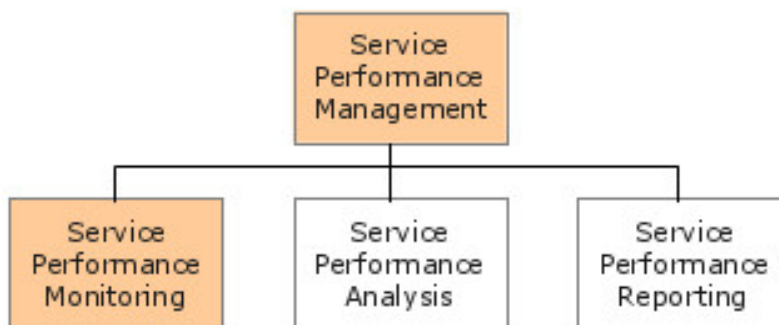 Service
Performance
Management
Service
Performance
Monitoring
Service
Performance
Analysis
Service
Performance
Reporting